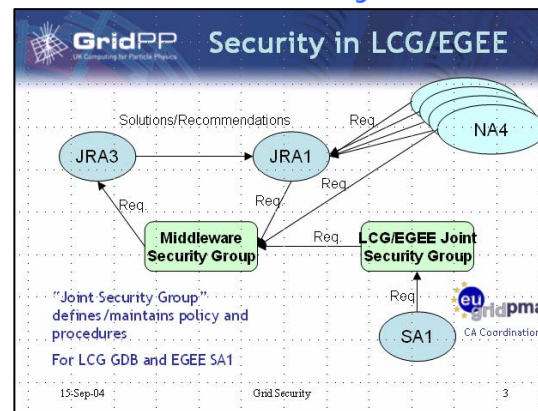 GridPP
UK Computing for Particle Physics
Security in LCG/EGEE
Solutions/Recommendations
Req.
NA4
JRA3
JRA1
Req.
Req.
Req.
Middleware
Security Group
Req.
LCG/EGEE Joint
Security Group
"Joint Security Group"
defines/maintains policy and
procedures
Req.
eugridpma
CA Coordination
SA1
For LCG GDB and EGEE SA1
15-Sep-04
Grid Security
3